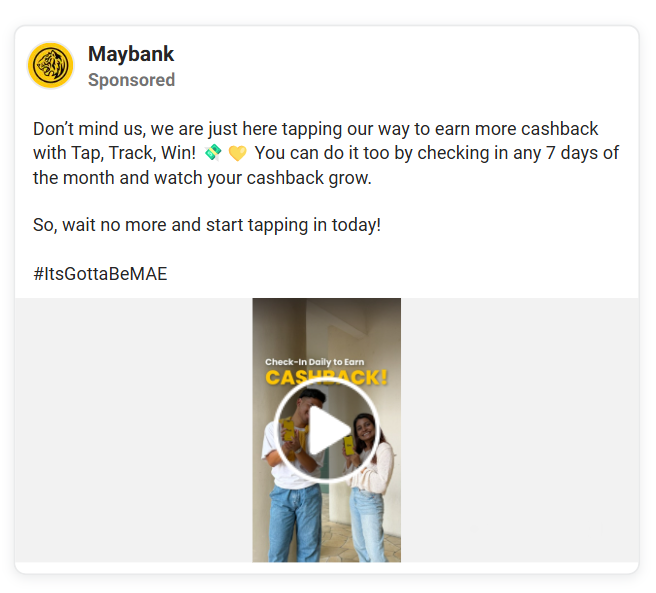 Maybank
Sponsored
Don’t mind us, we are just here tapping our way to earn more cashback
with Tap, Track, Win! 💸 💛 You can do it too by checking in any 7 days of
the month and watch your cashback grow.
So, wait no more and start tapping in today!
#ItsGottaBeMAE
Check-In Daily to Earn
CASHBACK!